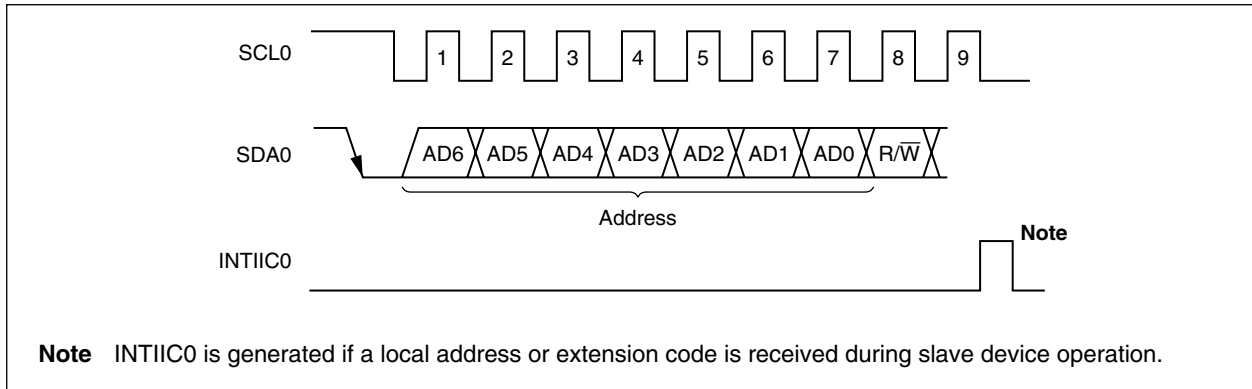 SCL0 1 2 3 4 5 6 7 8 9
SDA0 AD6 AD5 AD4 AD3 AD2 AD1 AD0 R/W̅
Address
INTIIC0 Note
Note INTIIC0 is generated if a local address or extension code is received during slave device operation.